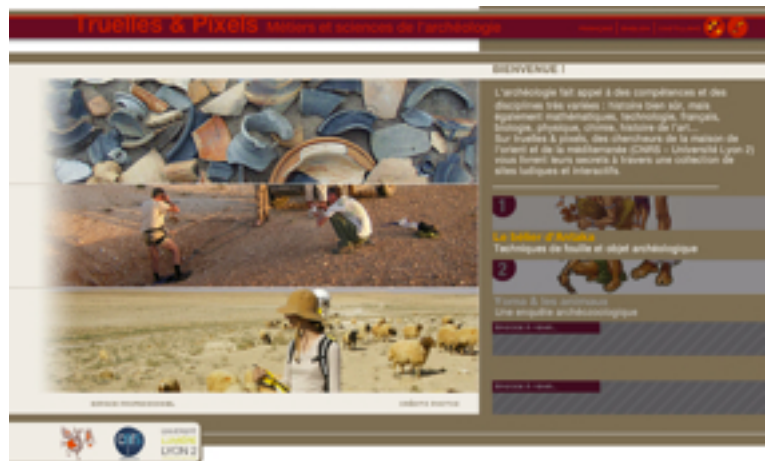 Truelles & Pixels Métiers et sciences de l'archéologie
BIENVENUE !
L'archéologie fait appel à des compétences et des
disciplines très variées : histoire bien sûr, mais
également mathématiques, technologie, français,
biologie, physique, chimie, histoire de l'art...
Sur truelles & pixels, des chercheurs de la maison de
l'orient et de la méditerranée (CNRS - Université Lyon 2)
vous livrent leurs secrets à travers une collection de
sites ludiques et interactifs.
1
Le bélier d'
Techniques de fouille et objet archéologique
2
& les animaux
Une enquête archéozoologique
CRÉDITS PHOTOS
UNIVERSITÉ
LUMIÈRE
LYON 2